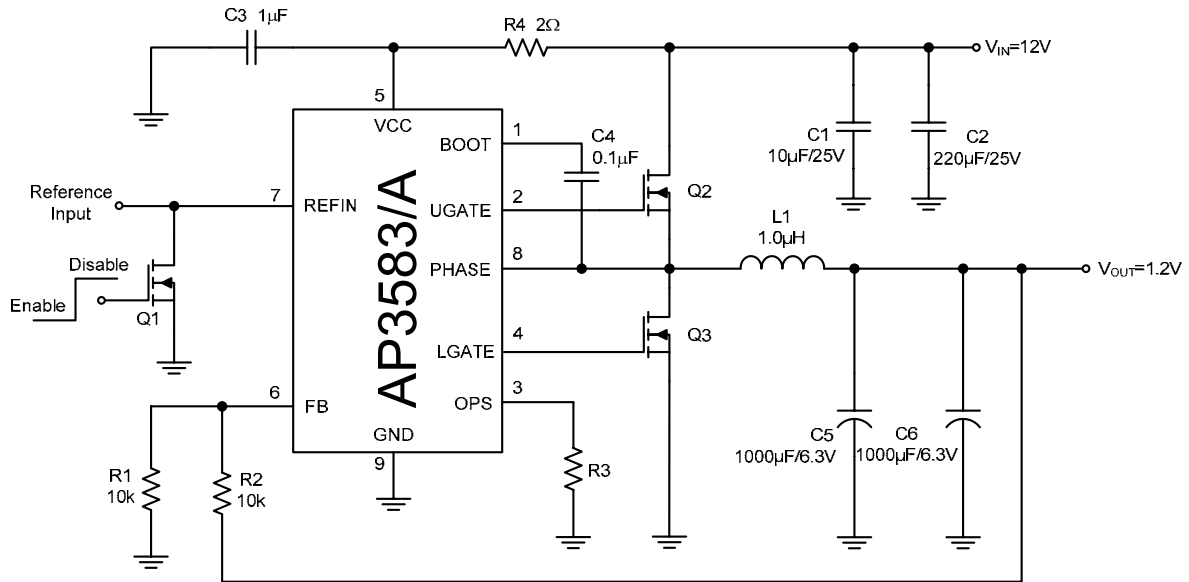 C3 1μF
R4 2Ω
V_IN=12V
5
VCC
1
BOOT
C4
0.1μF
C1
10μF/25V
C2
220μF/25V
Reference
Input
7
REFIN
AP3583/A
2
UGATE
Q2
L1
1.0μH
Disable
Enable
Q1
8
PHASE
V_OUT=1.2V
4
LGATE
Q3
6
FB
3
OPS
GND
9
R1
10k
R2
10k
R3
C5
1000μF/6.3V
C6
1000μF/6.3V